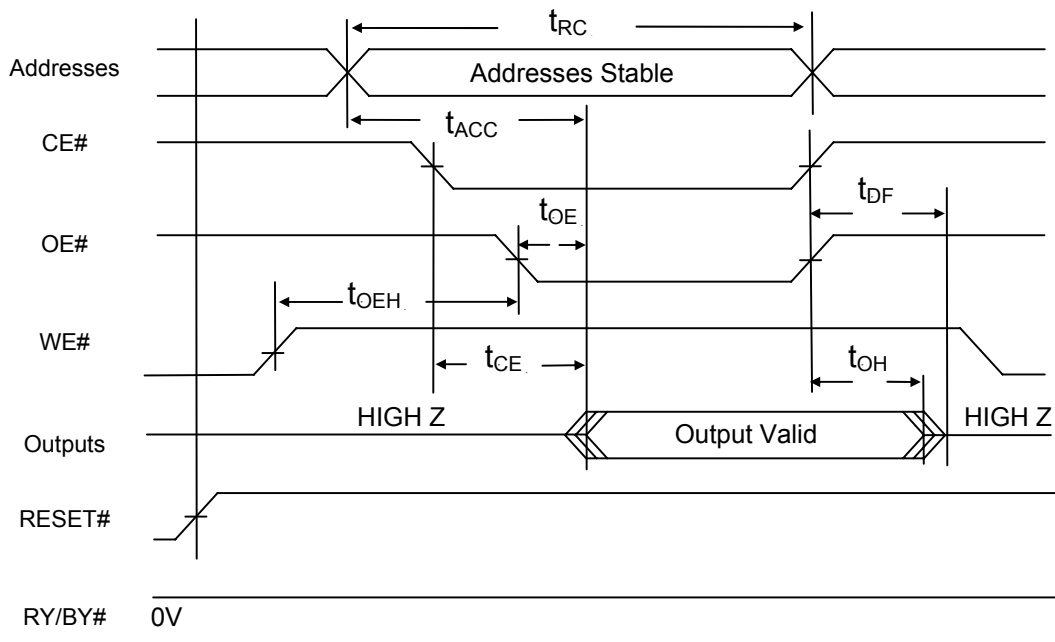 tRC
Addresses
Addresses Stable
tACC
CE#
tDF
tOE
OE#
tOEH
WE#
tCE
tOH
HIGH Z
HIGH Z
Outputs
Output Valid
RESET#
RY/BY#
0V